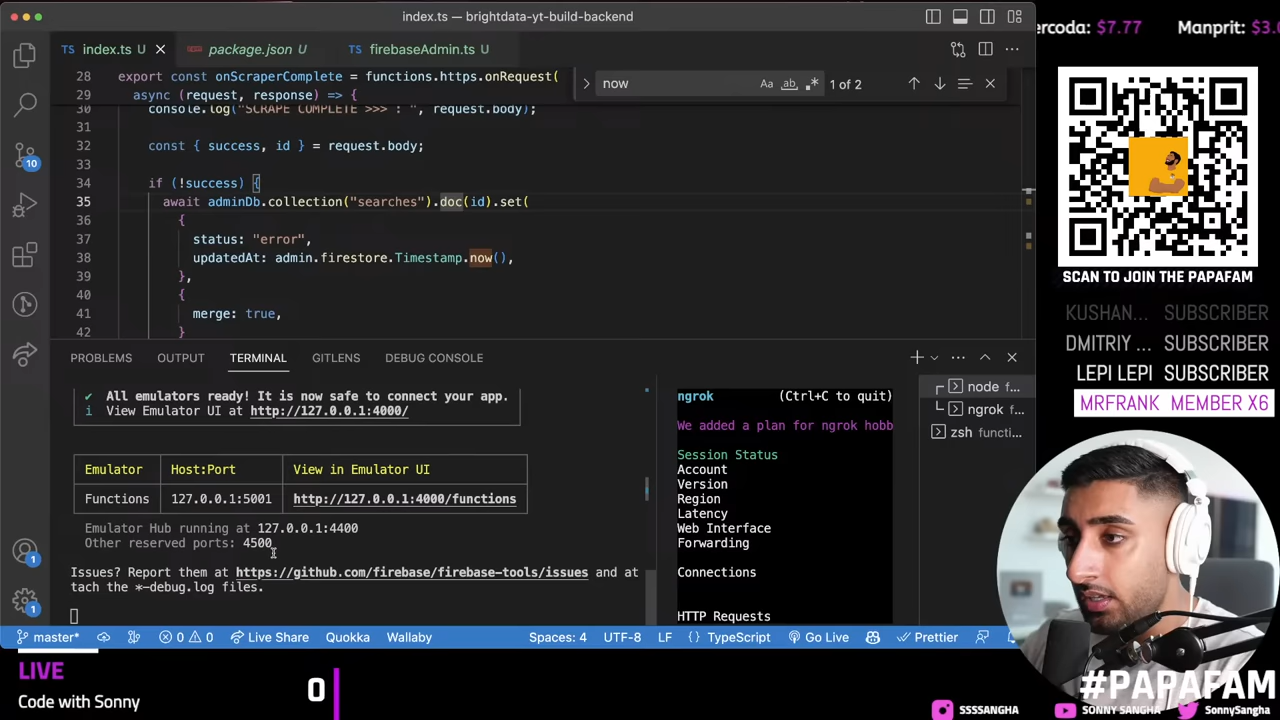 index.ts — brightdata-yt-build-backend
TS index.ts U
package.json U
TS firebaseAdmin.ts U
28 export const onScraperComplete = functions.https.onRequest(
29 async (request, response) => {
30 console.log("SCRAPE COMPLETE >>> : ", request.body);
31
32 const { success, id } = request.body;
33
34 if (!success) {
35 await adminDb.collection("searches").doc(id).set(
36 {
37 status: "error",
38 updatedAt: admin.firestore.Timestamp.now(),
39 },
40 {
41 merge: true,
42 }
now
Aa ab
1 of 2
10
1
1
PROBLEMS OUTPUT TERMINAL GITLENS DEBUG CONSOLE
✔ All emulators ready! It is now safe to connect your app.
i View Emulator UI at http://127.0.0.1:4000/
Emulator Host:Port View in Emulator UI
Functions 127.0.0.1:5001 http://127.0.0.1:4000/functions
Emulator Hub running at 127.0.0.1:4400
Other reserved ports: 4500
Issues? Report them at https://github.com/firebase/firebase-tools/issues and at
tach the *-debug.log files.
ngrok (Ctrl+C to quit)
We added a plan for ngrok hobb
Session Status
Account
Version
Region
Latency
Web Interface
Forwarding
Connections
HTTP Requests
node f...
ngrok f...
zsh functi...
master* 0 0 Live Share Quokka Wallaby Spaces: 4 UTF-8 LF {} TypeScript Go Live Prettier
ercoda: $7.77 Manprit: $3.
SCAN TO JOIN THE PAPAFAM
KUSHAN... SUBSCRIBER
DMITRIY ... SUBSCRIBER
LEPI LEPI SUBSCRIBER
MRFRANK MEMBER X6
LIVE
Code with Sonny
0
#PAPAFAM
SSSSANGHA SONNY SANGHA SonnySangha